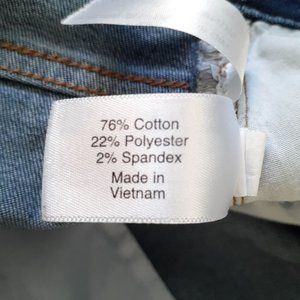 76% Cotton
22% Polyester
2% Spandex
Made in
Vietnam